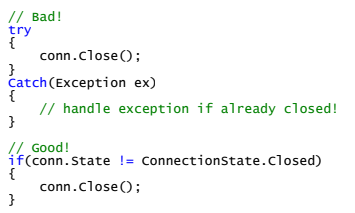 // Bad!
try
{
    conn.Close();
}
Catch(Exception ex)
{
    // handle exception if already closed!
}

// Good!
if(conn.State != ConnectionState.Closed)
{
    conn.Close();
}